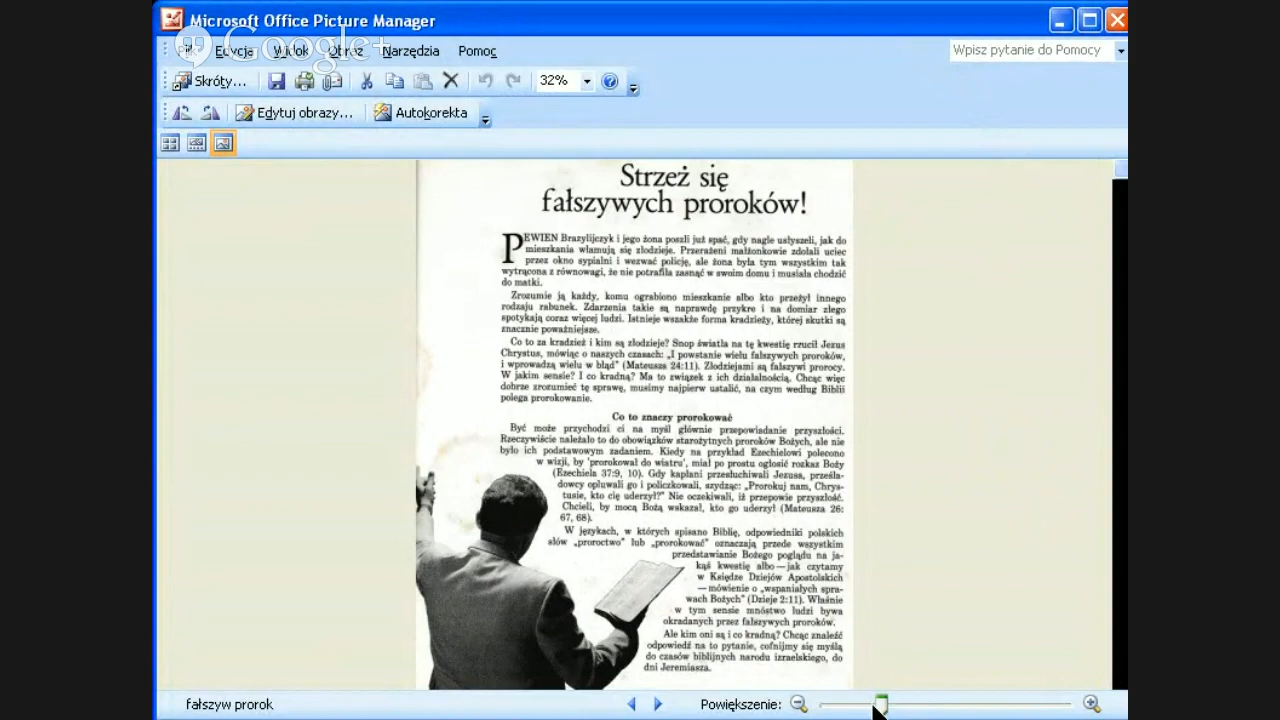 Microsoft Office Picture Manager
Google+
Plik Edycja Widok Obraz Narzędzia Pomoc
Wpisz pytanie do Pomocy
Skróty...
32%
Edytuj obrazy...
Autokorekta
Strzeż się
fałszywych proroków!
PEWIEN Brazylijczyk i jego żona poszli już spać, gdy nagle usłyszeli, jak do
mieszkania włamują się złodzieje. Przerażeni małżonkowie zdołali uciec
przez okno sypialni i wezwać policję, ale żona była tym wszystkim tak
wytrącona z równowagi, że nie potrafiła zasnąć w swoim domu i musiała chodzić
do matki.
Zrozumie ją każdy, komu ograbiono mieszkanie albo kto przeżył innego
rodzaju rabunek. Zdarzenia takie są naprawdę przykre i na domiar złego
spotykają coraz więcej ludzi. Istnieje wszakże forma kradzieży, której skutki są
znacznie poważniejsze.
Co to za kradzież i kim są złodzieje? Snop światła na tę kwestię rzucił Jezus
Chrystus, mówiąc o naszych czasach: „I powstanie wielu fałszywych proroków,
i wprowadzą wielu w błąd” (Mateusza 24:11). Złodziejami są fałszywi prorocy.
W jakim sensie? I co kradną? Ma to związek z ich działalnością. Chcąc więc
dobrze zrozumieć tę sprawę, musimy najpierw ustalić, na czym według Biblii
polega prorokowanie.
Co to znaczy prorokować
Być może przychodzi ci na myśl głównie przepowiadanie przyszłości.
Rzeczywiście należało to do obowiązków starożytnych proroków Bożych, ale nie
było ich podstawowym zadaniem. Kiedy na przykład Ezechielowi polecono
w wizji, by 'prorokował do wiatru', miał po prostu ogłosić rozkaz Boży
(Ezechiela 37:9, 10). Gdy kapłani przesłuchiwali Jezusa, prześla-
dowcy opluwali go i policzkowali, szydząc: „Prorokuj nam, Chrys-
tusie, kto cię uderzył?” Nie oczekiwali, iż przepowie przyszłość.
Chcieli, by mocą Bożą wskazał, kto go uderzył (Mateusza 26:
67, 68).
W językach, w których spisano Biblię, odpowiedniki polskich
słów „proroctwo” lub „prorokować” oznaczają przede wszystkim
przedstawianie Bożego poglądu na ja-
kąś kwestię albo — jak czytamy
w Księdze Dziejów Apostolskich
— mówienie o „wspaniałych spra-
wach Bożych” (Dzieje 2:11). Właśnie
w tym sensie mnóstwo ludzi bywa
okradanych przez fałszywych proroków.
Ale kim oni są i co kradną? Chcąc znaleźć
odpowiedź na to pytanie, cofnijmy się myślą
do czasów biblijnych narodu izraelskiego, do
dni Jeremiasza.
fałszyw prorok
Powiększenie: